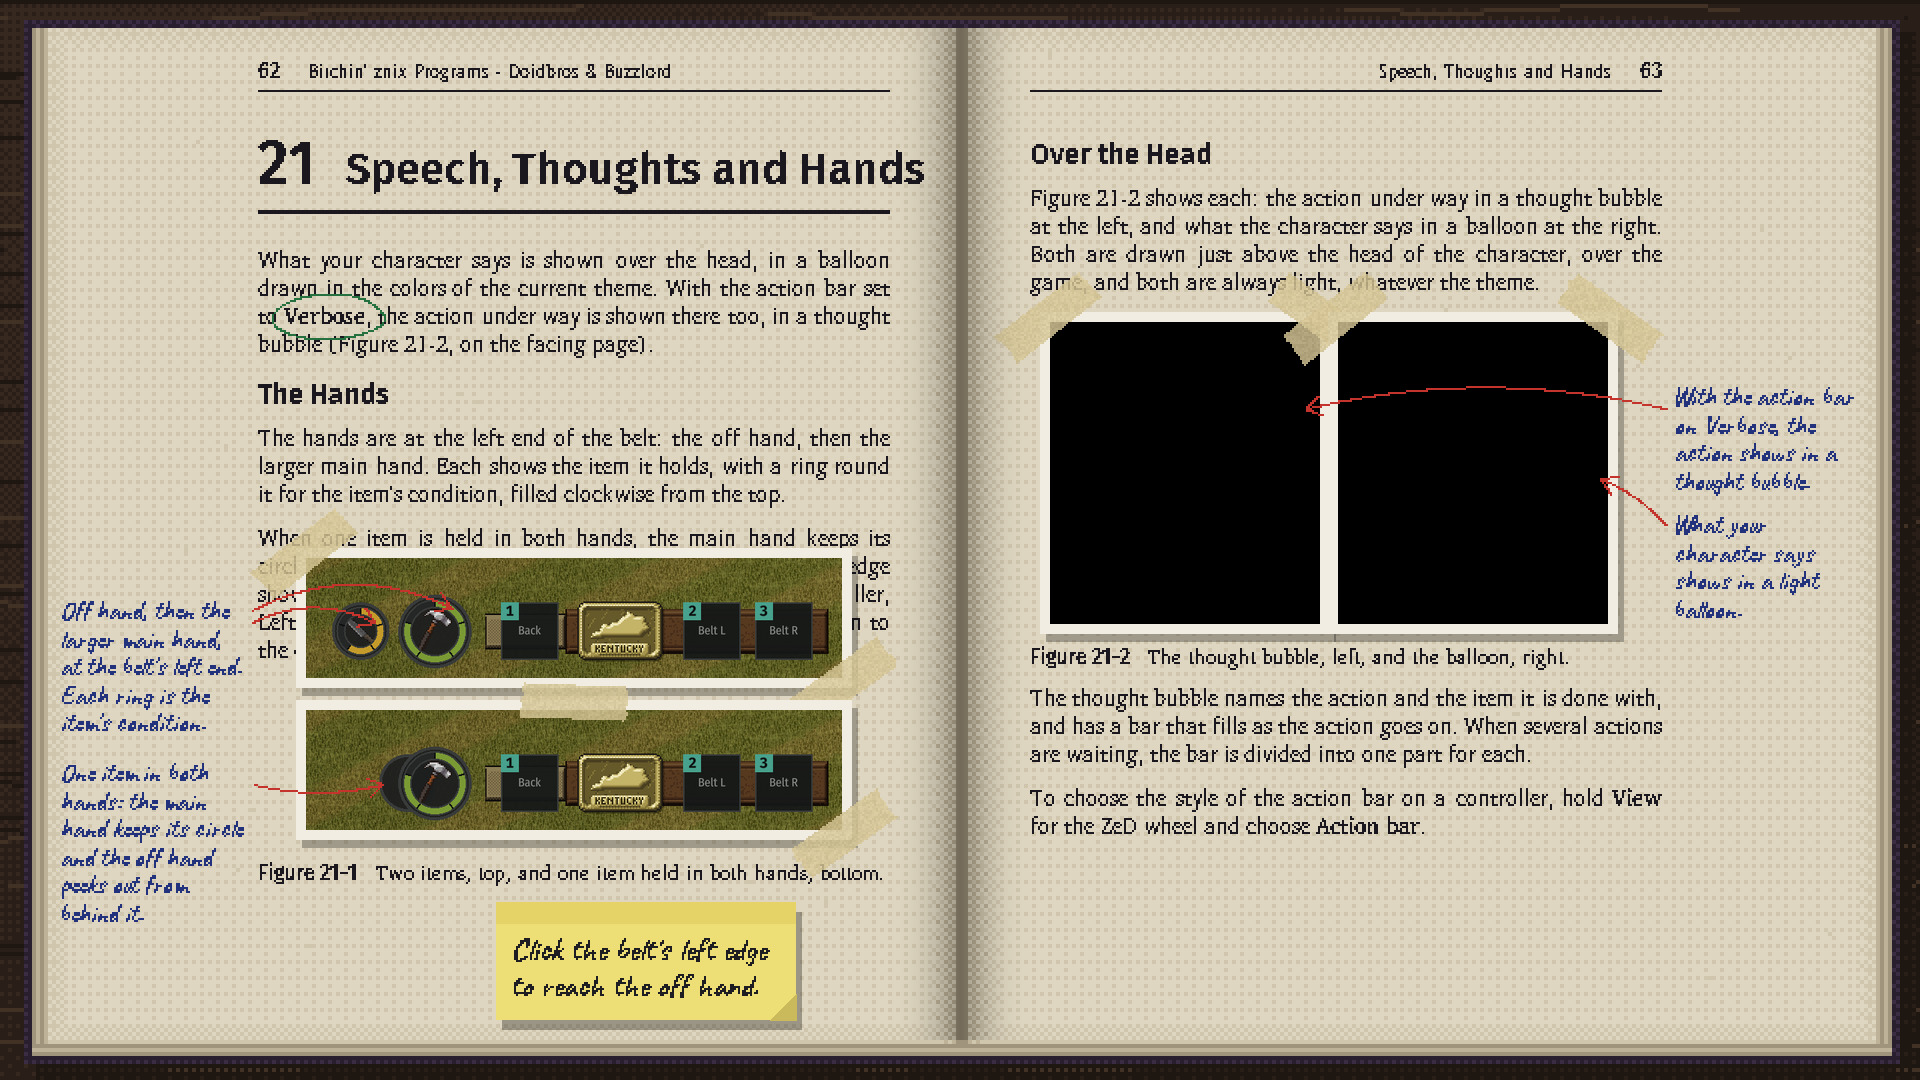 62 Birchin' znix Programs - Doidbros & Buzzlord
21 Speech, Thoughts and Hands
What your character says is shown over the head, in a balloon
drawn in the colors of the current theme. With the action bar set
to Verbose, the action under way is shown there too, in a thought
bubble (Figure 21-2, on the facing page).
The Hands
The hands are at the left end of the belt: the off hand, then the
larger main hand. Each shows the item it holds, with a ring round
it for the item's condition, filled clockwise from the top.
When one item is held in both hands, the main hand keeps its
edge
Left
to
the
Off hand, then the
larger main hand,
at the belt's left end.
Each ring is the
item's condition.
1 Back KENTUCKY 2 Belt L 3 Belt R
One item in both
hands: the main
hand keeps its circle
and the off hand
peeks out from
behind it.
1 Back KENTUCKY 2 Belt L 3 Belt R
Figure 21-1 Two items, top, and one item held in both hands, bottom.
Click the belt's left edge
to reach the off hand.
Speech, Thoughts and Hands 63
Over the Head
Figure 21-2 shows each: the action under way in a thought bubble
at the left, and what the character says in a balloon at the right.
Both are drawn just above the head of the character, over the
game, and both are always light, whatever the theme.
With the action bar
on Verbose, the
action shows in a
thought bubble.
What your
character says
shows in a light
balloon.
Figure 21-2 The thought bubble, left, and the balloon, right.
The thought bubble names the action and the item it is done with,
and has a bar that fills as the action goes on. When several actions
are waiting, the bar is divided into one part for each.
To choose the style of the action bar on a controller, hold View
for the ZeD wheel and choose Action bar.